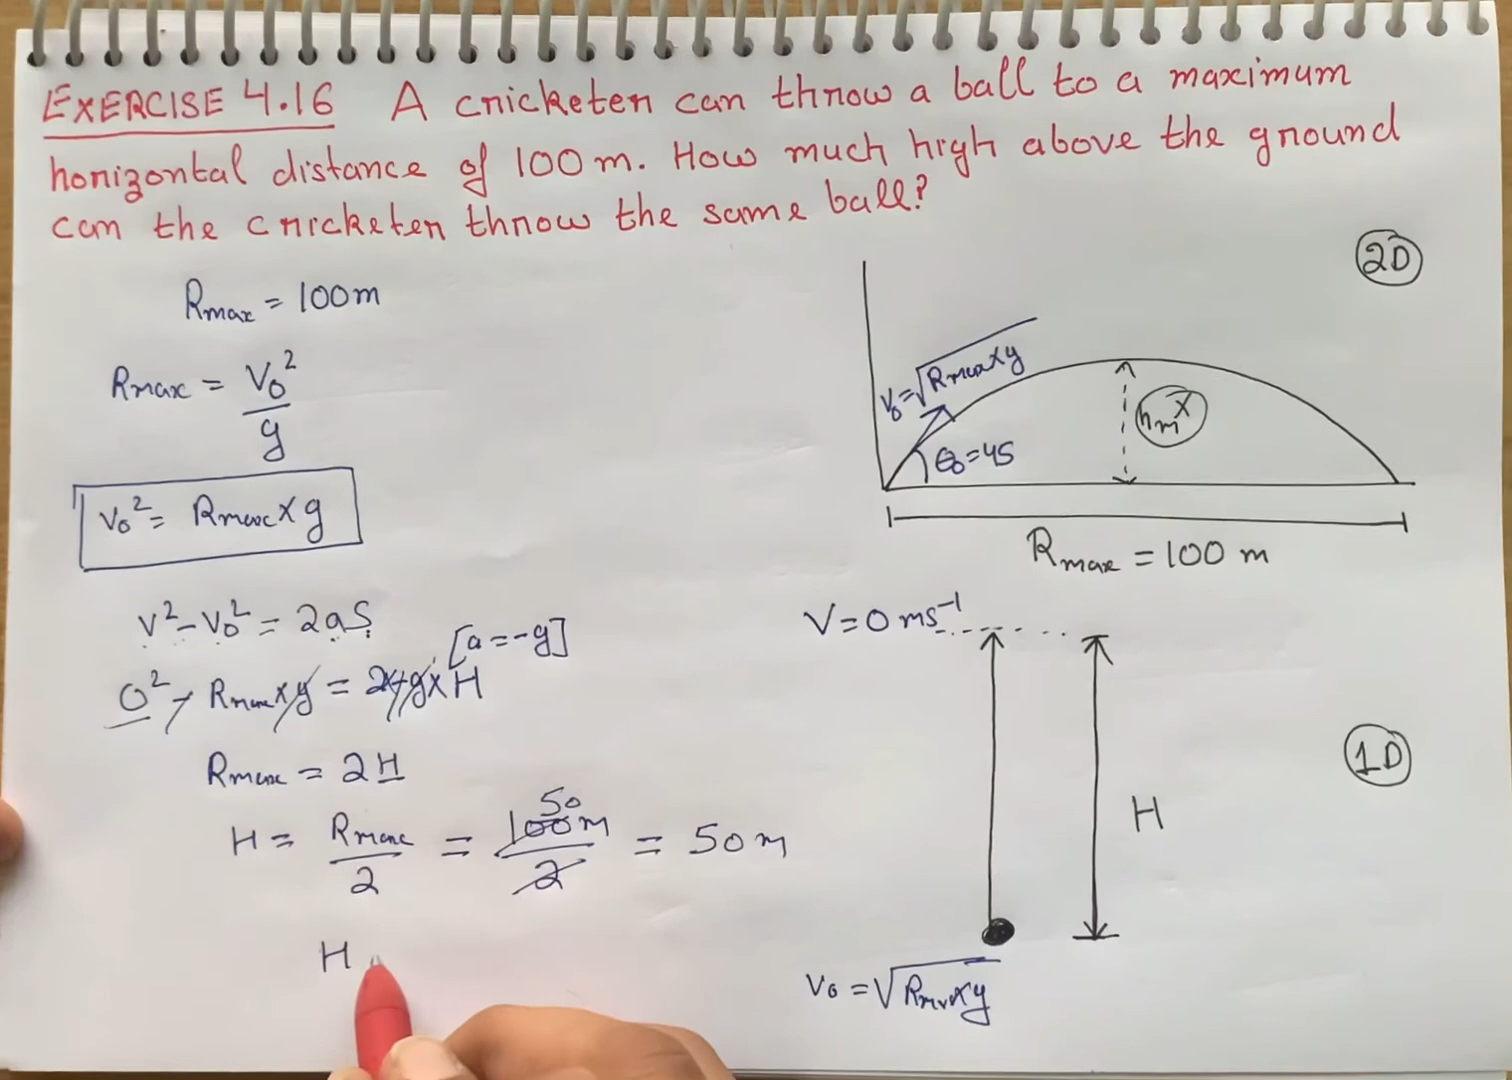 EXERCISE 4.16 A cricketer can throw a ball to a maximum
horizontal distance of 100 m. How much high above the ground
can the cricketer throw the same ball?
Rmax = 100m
Rmax = V₀²/g
V₀² = Rmax × g
V² - V₀² = 2aS
[a = -g]
0² - Rmax × g = 2 × -g × H
Rmax = 2H
H = Rmax/2 = 100m/2 = 50 m
50
H
2D
V₀ = √Rmax × g
θ₀ = 45
hm X
Rmax = 100 m
V = 0 ms⁻¹
1D
H
V₀ = √Rmax × g